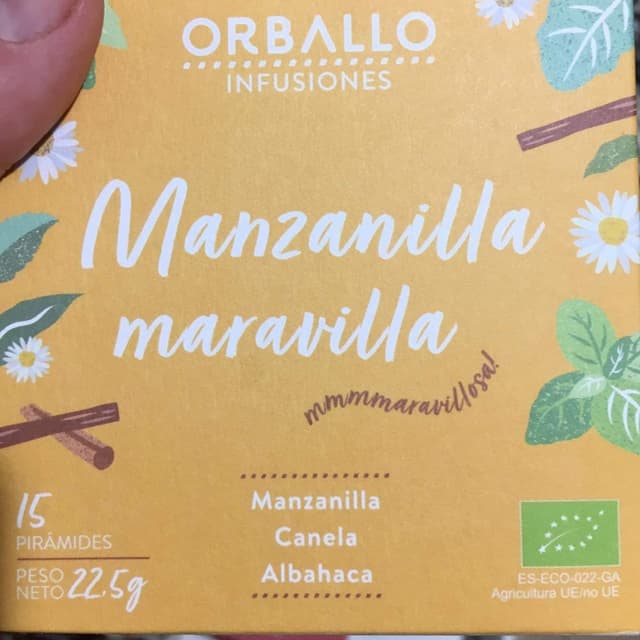 ORBALLO
INFUSIONES
Manzanilla
maravilla
mmmmaravillosa!
Manzanilla
Canela
Albahaca
15
PIRÁMIDES
PESO
NETO 22,5g
ES-ECO-022-GA
Agricultura UE/no UE